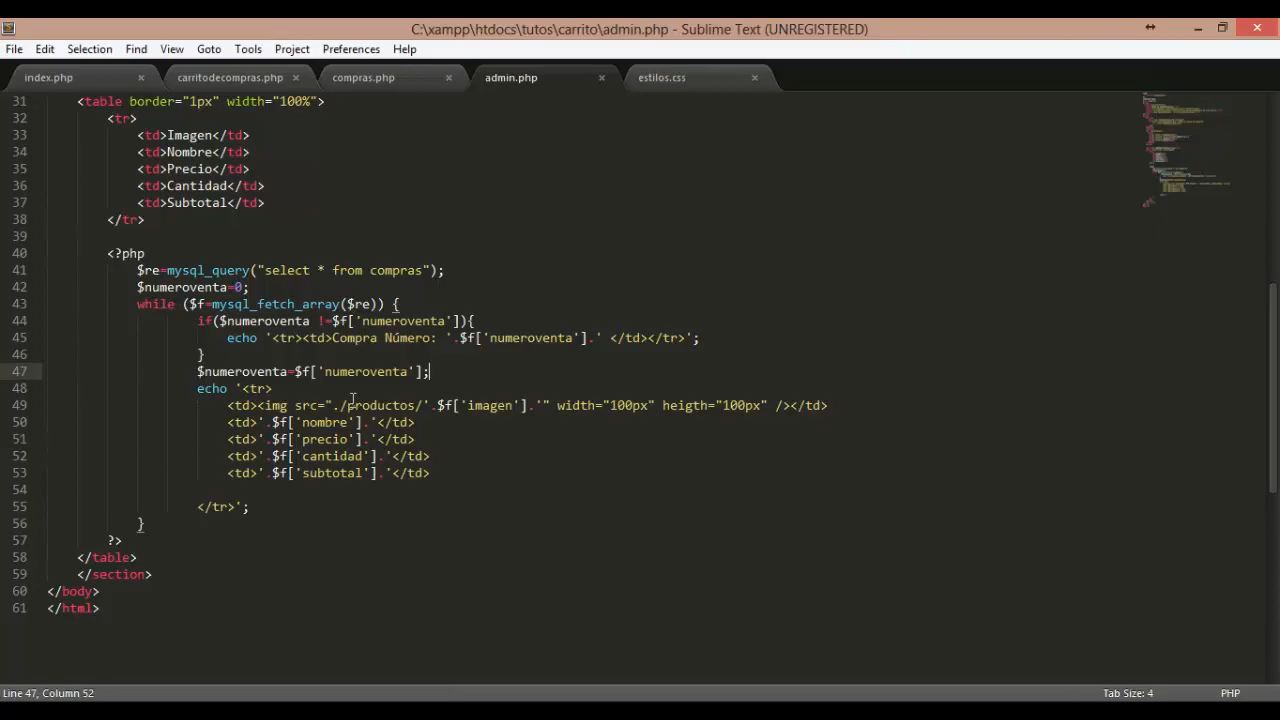 C:\xampp\htdocs\tutos\carrito\admin.php - Sublime Text (UNREGISTERED)
File Edit Selection Find View Goto Tools Project Preferences Help
index.php × carritodecompras.php × compras.php × admin.php × estilos.css ×
31 <table border="1px" width="100%">
32 <tr>
33 <td>Imagen</td>
34 <td>Nombre</td>
35 <td>Precio</td>
36 <td>Cantidad</td>
37 <td>Subtotal</td>
38 </tr>
39
40 <?php
41 $re=mysql_query("select * from compras");
42 $numeroventa=0;
43 while ($f=mysql_fetch_array($re)) {
44 if($numeroventa !=$f['numeroventa']){
45 echo '<tr><td>Compra Número: '.$f['numeroventa'].' </td></tr>';
46 }
47 $numeroventa=$f['numeroventa'];
48 echo '<tr>
49 <td><img src="./productos/'.$f['imagen'].'" width="100px" heigth="100px" /></td>
50 <td>'.$f['nombre'].'</td>
51 <td>'.$f['precio'].'</td>
52 <td>'.$f['cantidad'].'</td>
53 <td>'.$f['subtotal'].'</td>
54
55 </tr>';
56 }
57 ?>
58 </table>
59 </section>
60 </body>
61 </html>
Line 47, Column 52 Tab Size: 4 PHP